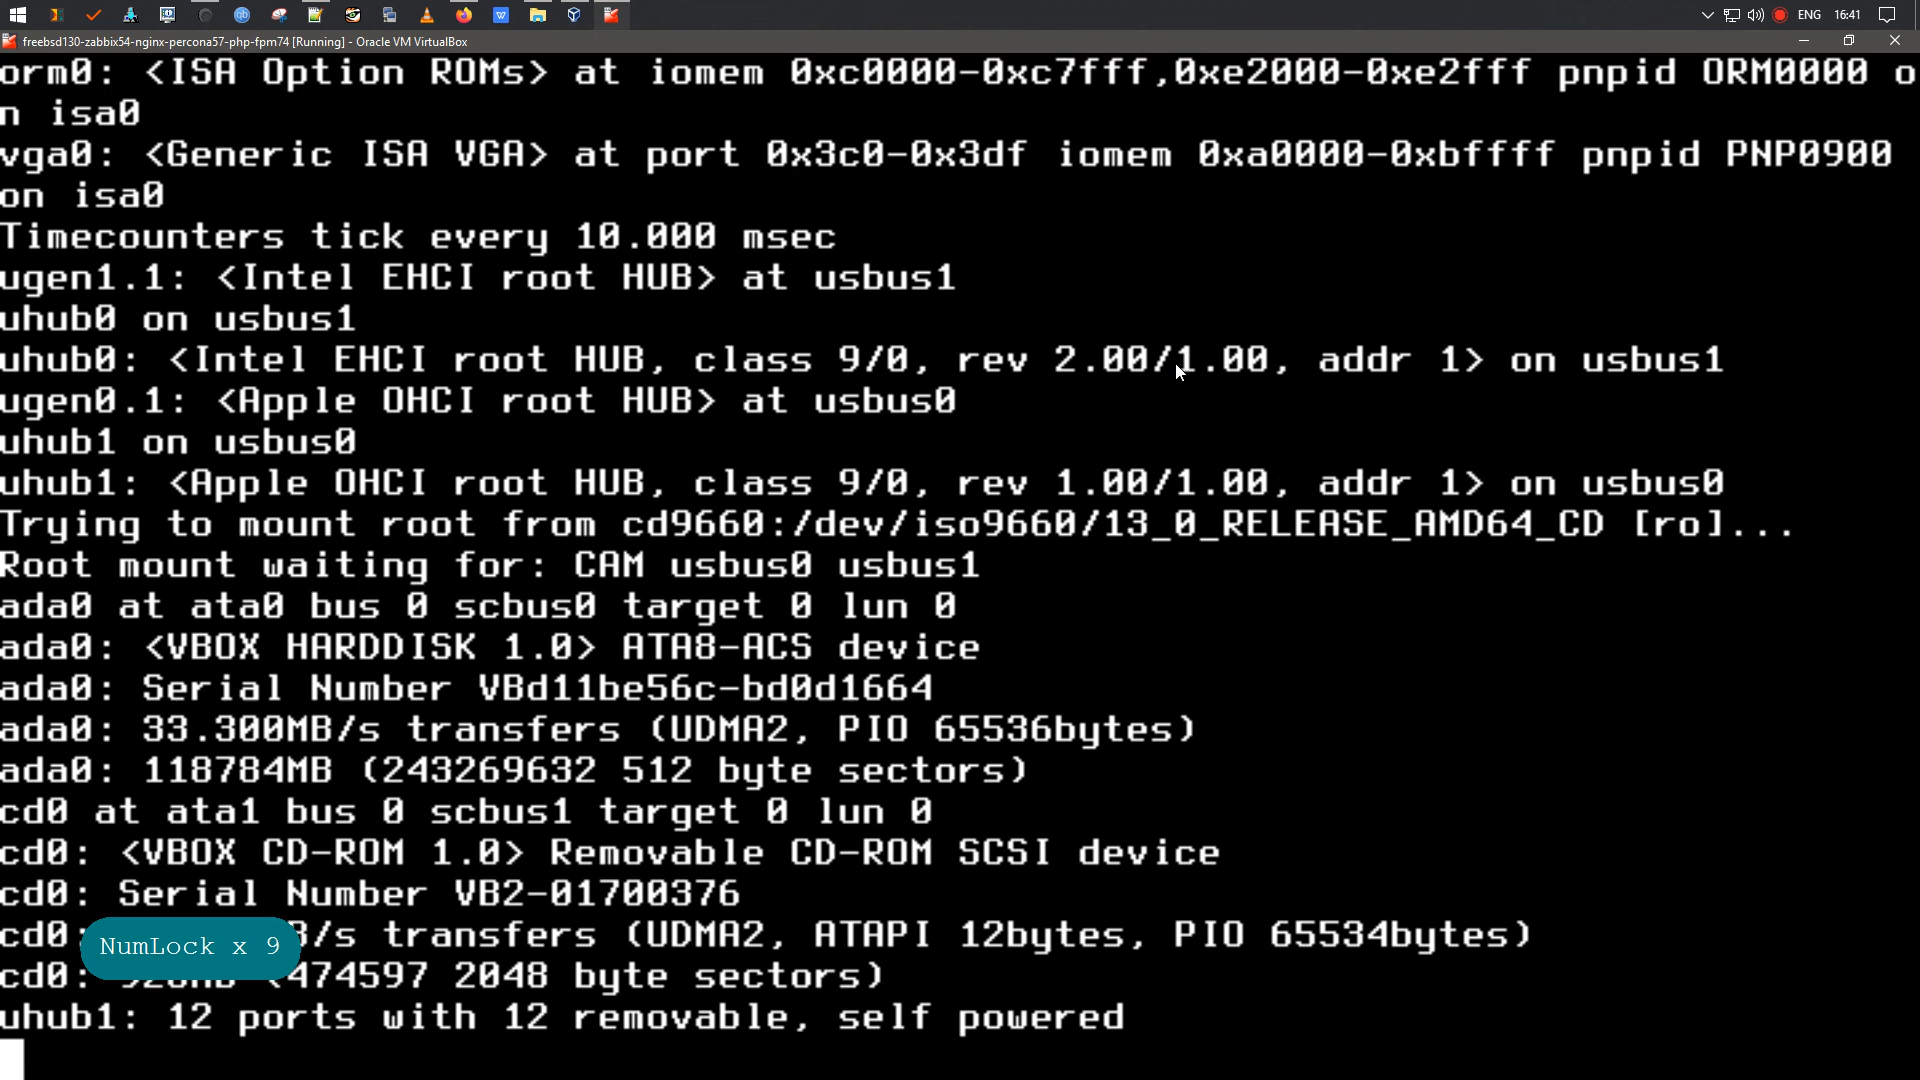 ENG 16:41
freebsd130-zabbix54-nginx-percona57-php-fpm74 [Running] - Oracle VM VirtualBox
orm0: <ISA Option ROMs> at iomem 0xc0000-0xc7fff,0xe2000-0xe2fff pnpid ORM0000 o
n isa0
vga0: <Generic ISA VGA> at port 0x3c0-0x3df iomem 0xa0000-0xbffff pnpid PNP0900
on isa0
Timecounters tick every 10.000 msec
ugen1.1: <Intel EHCI root HUB> at usbus1
uhub0 on usbus1
uhub0: <Intel EHCI root HUB, class 9/0, rev 2.00/1.00, addr 1> on usbus1
ugen0.1: <Apple OHCI root HUB> at usbus0
uhub1 on usbus0
uhub1: <Apple OHCI root HUB, class 9/0, rev 1.00/1.00, addr 1> on usbus0
Trying to mount root from cd9660:/dev/iso9660/13_0_RELEASE_AMD64_CD [ro]...
Root mount waiting for: CAM usbus0 usbus1
ada0 at ata0 bus 0 scbus0 target 0 lun 0
ada0: <VBOX HARDDISK 1.0> ATA8-ACS device
ada0: Serial Number VBd11be56c-bd0d1664
ada0: 33.300MB/s transfers (UDMA2, PIO 65536bytes)
ada0: 118784MB (243269632 512 byte sectors)
cd0 at ata1 bus 0 scbus1 target 0 lun 0
cd0: <VBOX CD-ROM 1.0> Removable CD-ROM SCSI device
cd0: Serial Number VB2-01700376
cd0: /s transfers (UDMA2, ATAPI 12bytes, PIO 65534bytes)
NumLock x 9
cd0: (474597 2048 byte sectors)
uhub1: 12 ports with 12 removable, self powered